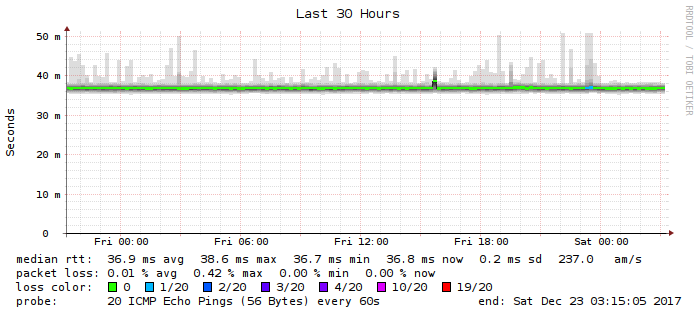 Last 30 Hours
RRDTOOL / TOBI OETIKER
Seconds
50 m
40 m
30 m
20 m
10 m
0
Fri 00:00 Fri 06:00 Fri 12:00 Fri 18:00 Sat 00:00
median rtt: 36.9 ms avg 38.6 ms max 36.7 ms min 36.8 ms now 0.2 ms sd 237.0 am/s
packet loss: 0.01 % avg 0.42 % max 0.00 % min 0.00 % now
loss color: 0 1/20 2/20 3/20 4/20 10/20 19/20
probe: 20 ICMP Echo Pings (56 Bytes) every 60s end: Sat Dec 23 03:15:05 2017